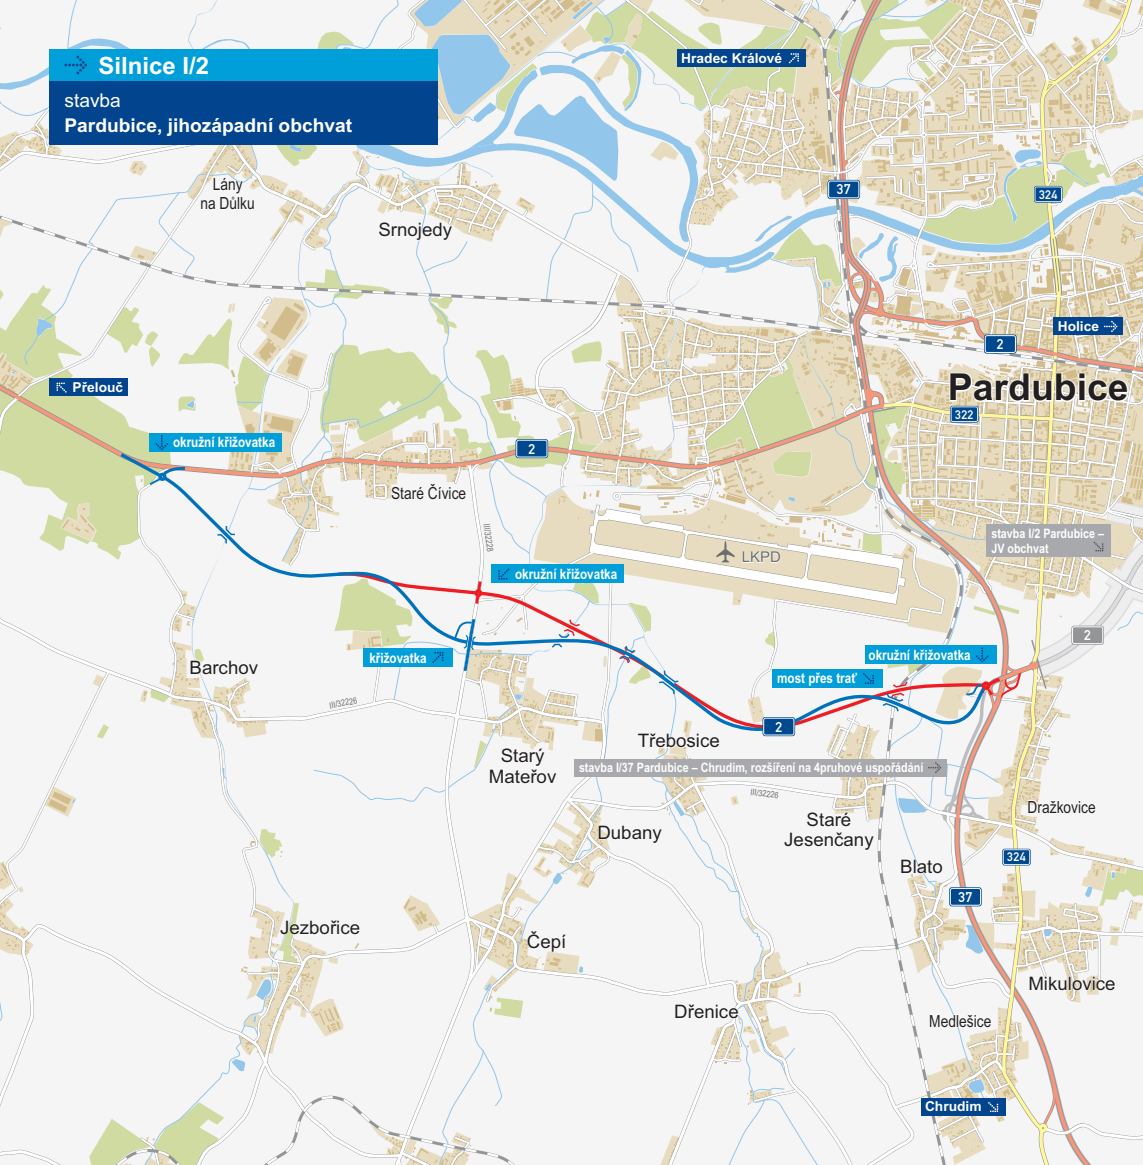 Silnice I/2
stavba
Pardubice, jihozápadní obchvat
Hradec Králové
Lány
na Důlku
Srnojedy
37
324
Holice
2
Přelouč
Pardubice
322
okružní křižovatka
2
Staré Čívice
III/32228
stavba I/2 Pardubice –
JV obchvat
LKPD
okružní křižovatka
2
křižovatka
okružní křižovatka
Barchov
most přes trať
III/32226
2
Třebosice
Starý
Mateřov
stavba I/37 Pardubice – Chrudim, rozšíření na 4pruhové uspořádání
III/32226
Dražkovice
Staré
Jesenčany
Dubany
324
Blato
37
Jezbořice
Čepí
Mikulovice
Dřenice
Medlešice
Chrudim